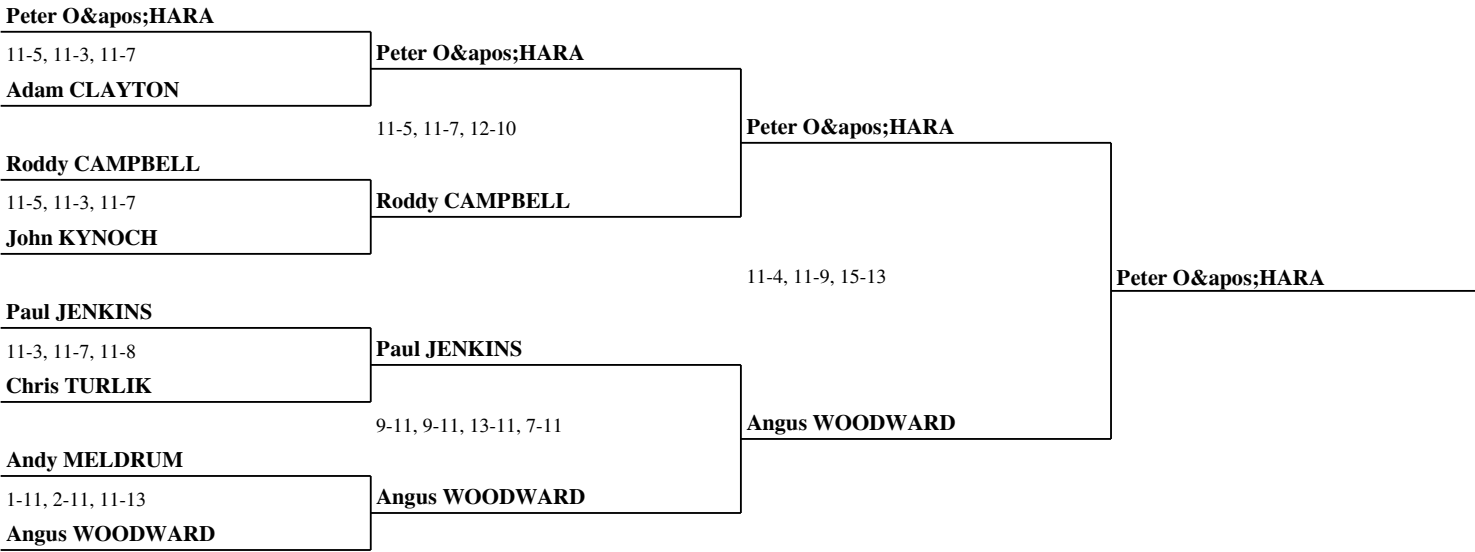 Peter O&apos;HARA
11-5, 11-3, 11-7
Adam CLAYTON
Peter O&apos;HARA
11-5, 11-7, 12-10
Peter O&apos;HARA
Roddy CAMPBELL
11-5, 11-3, 11-7
John KYNOCH
Roddy CAMPBELL
11-4, 11-9, 15-13
Peter O&apos;HARA
Paul JENKINS
11-3, 11-7, 11-8
Chris TURLIK
Paul JENKINS
9-11, 9-11, 13-11, 7-11
Angus WOODWARD
Andy MELDRUM
1-11, 2-11, 11-13
Angus WOODWARD
Angus WOODWARD